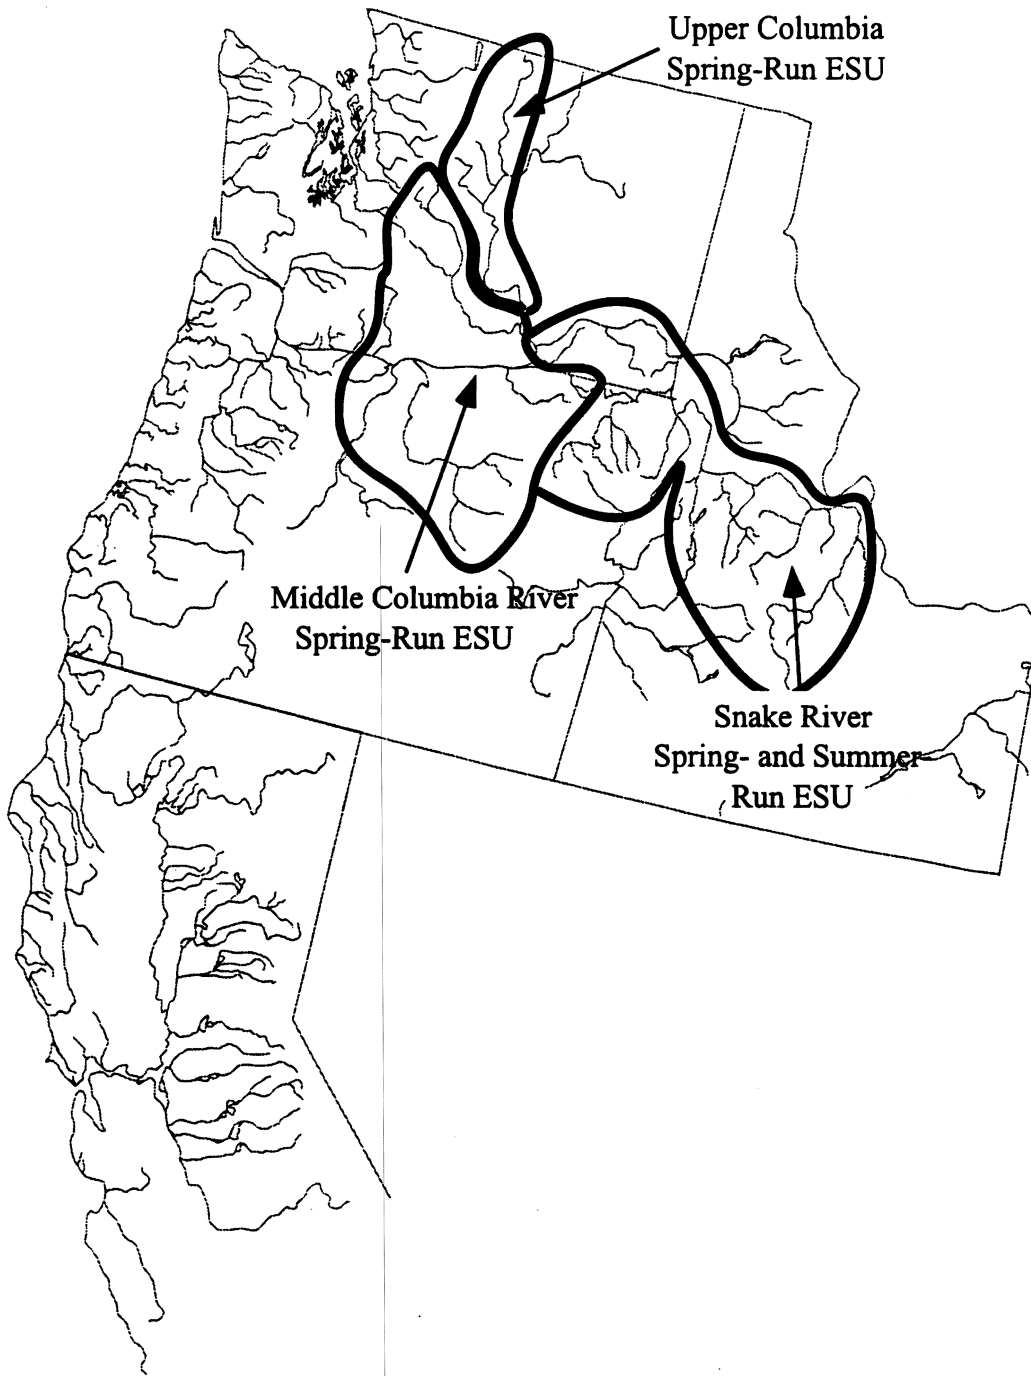 Upper Columbia
Spring-Run ESU
Middle Columbia River
Spring-Run ESU
Snake River
Spring- and Summer-
Run ESU